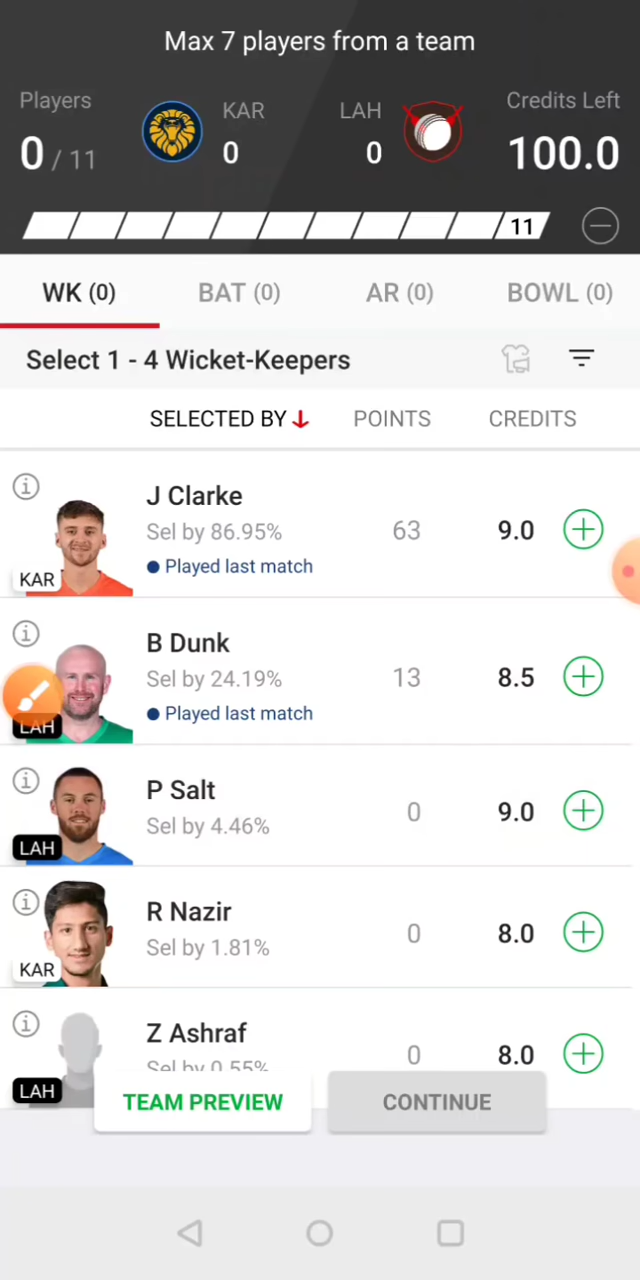 Max 7 players from a team
Players
KAR
LAH
Credits Left
0 / 11
0
0
100.0
11
WK (0)
BAT (0)
AR (0)
BOWL (0)
Select 1 - 4 Wicket-Keepers
SELECTED BY
POINTS
CREDITS
J Clarke
Sel by 86.95%
63
9.0
Played last match
KAR
B Dunk
Sel by 24.19%
13
8.5
Played last match
LAH
P Salt
Sel by 4.46%
0
9.0
LAH
R Nazir
Sel by 1.81%
0
8.0
KAR
Z Ashraf
Sel by 0.55%
0
8.0
LAH
TEAM PREVIEW
CONTINUE